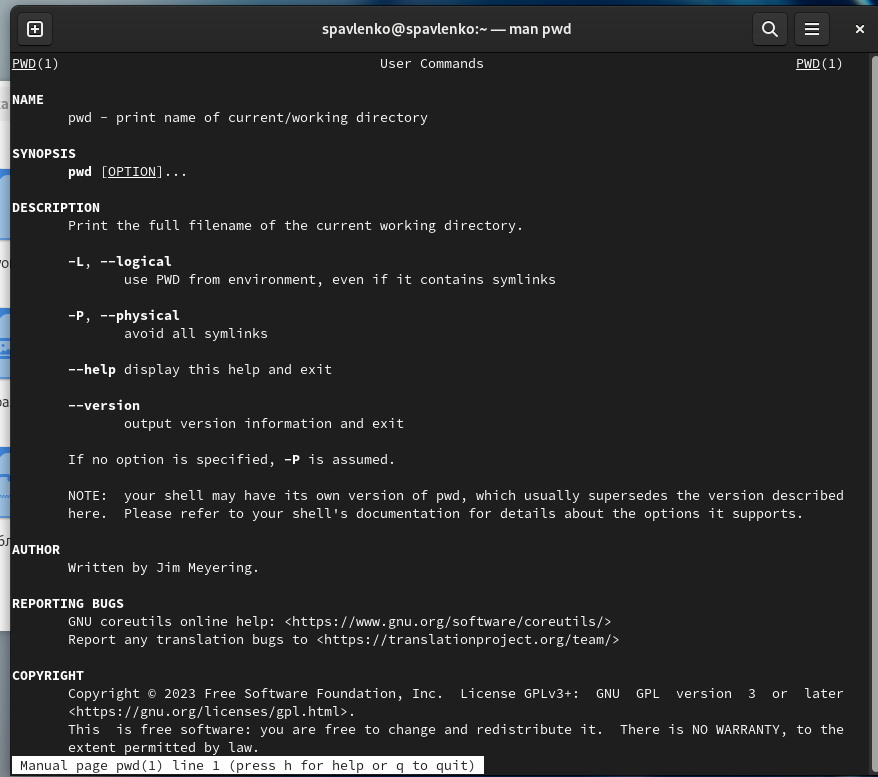 spavlenko@spavlenko:~ — man pwd
PWD(1) User Commands PWD(1)
NAME
pwd - print name of current/working directory
SYNOPSIS
pwd [OPTION]...
DESCRIPTION
Print the full filename of the current working directory.
-L, --logical
use PWD from environment, even if it contains symlinks
-P, --physical
avoid all symlinks
--help display this help and exit
--version
output version information and exit
If no option is specified, -P is assumed.
NOTE: your shell may have its own version of pwd, which usually supersedes the version described
here. Please refer to your shell's documentation for details about the options it supports.
AUTHOR
Written by Jim Meyering.
REPORTING BUGS
GNU coreutils online help: <https://www.gnu.org/software/coreutils/>
Report any translation bugs to <https://translationproject.org/team/>
COPYRIGHT
Copyright © 2023 Free Software Foundation, Inc. License GPLv3+: GNU GPL version 3 or later
<https://gnu.org/licenses/gpl.html>.
This is free software: you are free to change and redistribute it. There is NO WARRANTY, to the
extent permitted by law.
Manual page pwd(1) line 1 (press h for help or q to quit)